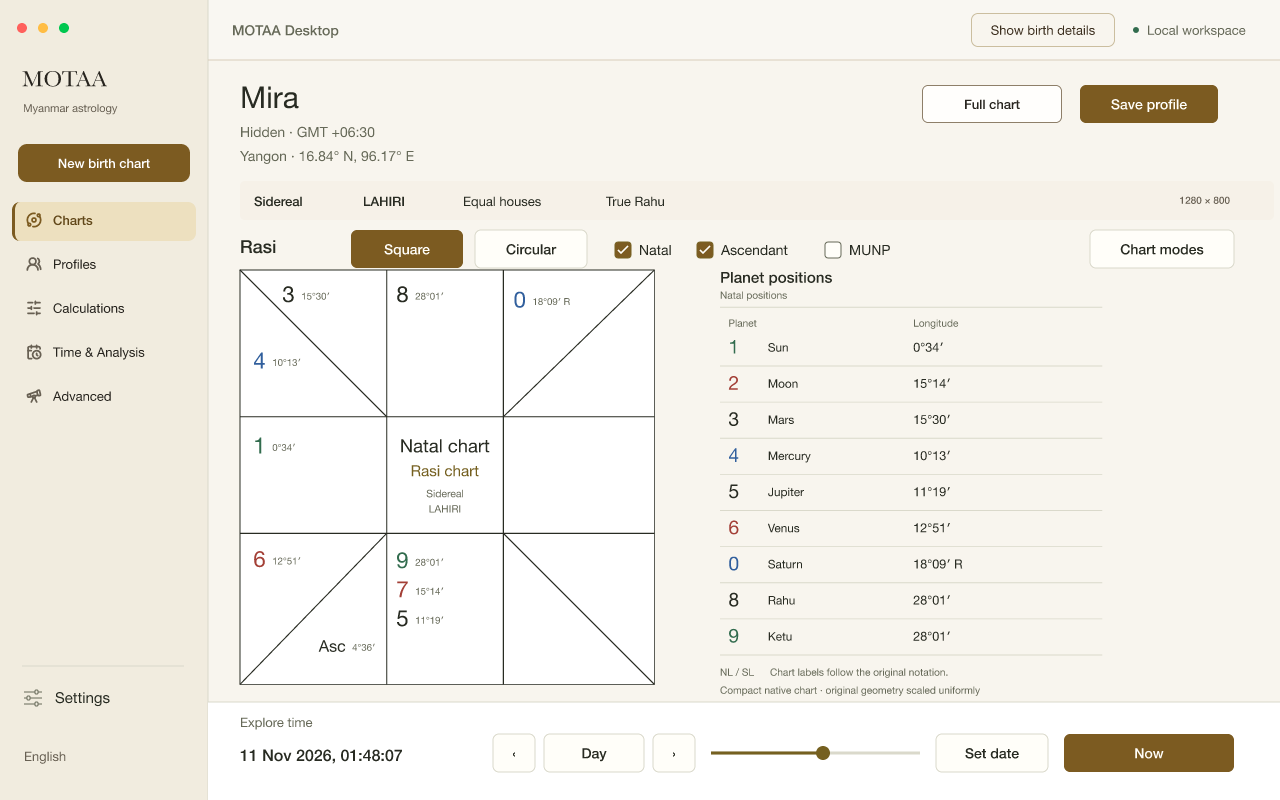 MOTAA
Myanmar astrology
New birth chart
Charts
Profiles
Calculations
Time & Analysis
Advanced
Settings
English
MOTAA Desktop
Show birth details
Local workspace
Mira
Hidden · GMT +06:30
Yangon · 16.84° N, 96.17° E
Full chart
Save profile
Sidereal LAHIRI Equal houses True Rahu 1280 × 800
Rasi
Square
Circular
Natal
Ascendant
MUNP
Chart modes
3 15°30′
8 28°01′
0 18°09′ R
4 10°13′
1 0°34′
Natal chart
Rasi chart
Sidereal
LAHIRI
6 12°51′
9 28°01′
7 15°14′
5 11°19′
Asc 4°36′
Planet positions
Natal positions
Planet Longitude
1 Sun 0°34′
2 Moon 15°14′
3 Mars 15°30′
4 Mercury 10°13′
5 Jupiter 11°19′
6 Venus 12°51′
0 Saturn 18°09′ R
8 Rahu 28°01′
9 Ketu 28°01′
NL / SL Chart labels follow the original notation.
Compact native chart · original geometry scaled uniformly
Explore time
11 Nov 2026, 01:48:07
‹
Day
›
Set date
Now